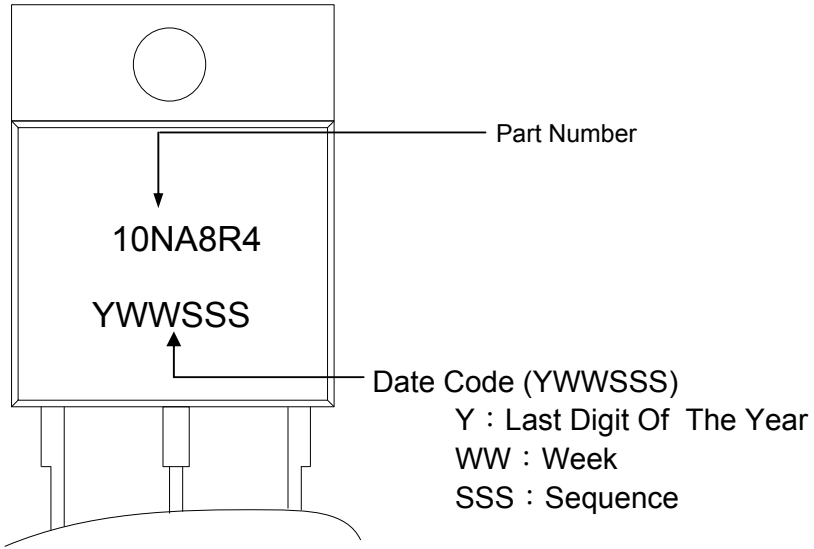 Part Number
10NA8R4
YWWSSS
Date Code (YWWSSS)
Y：Last Digit Of The Year
WW：Week
SSS：Sequence